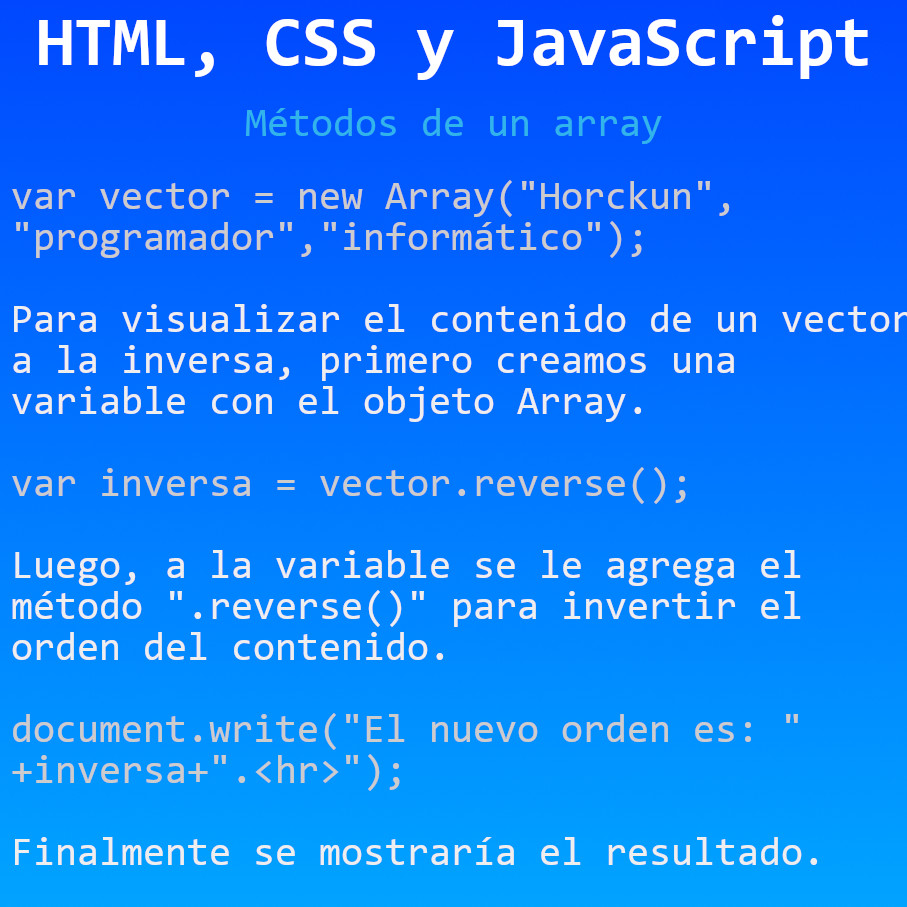 HTML, CSS y JavaScript
Métodos de un array
var vector = new Array("Horckun",
"programador","informático");
Para visualizar el contenido de un vector
a la inversa, primero creamos una
variable con el objeto Array.
var inversa = vector.reverse();
Luego, a la variable se le agrega el
método ".reverse()" para invertir el
orden del contenido.
document.write("El nuevo orden es: "
+inversa+".<hr>");
Finalmente se mostraría el resultado.